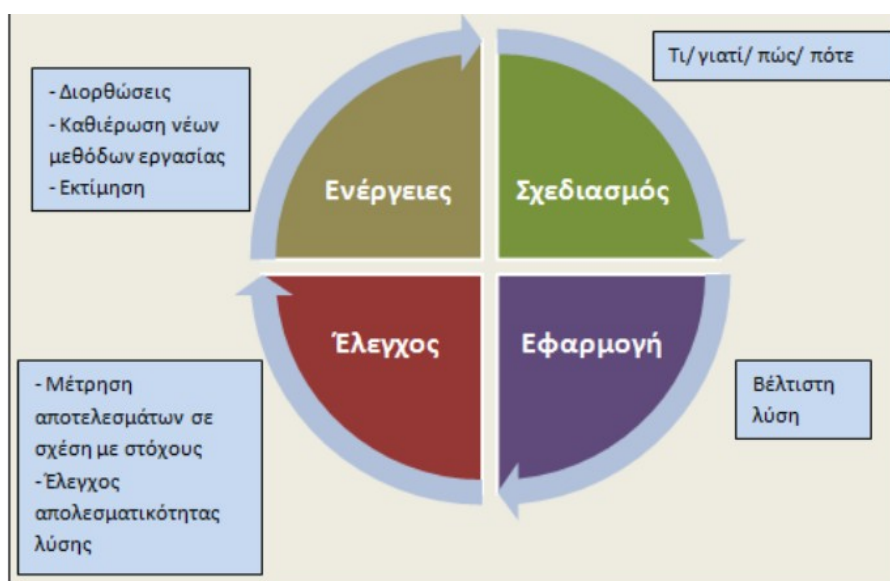 Τι/ γιατί/ πώς/ πότε
- Διορθώσεις
- Καθιέρωση νέων
μεθόδων εργασίας
- Εκτίμηση
Ενέργειες
Σχεδιασμός
Έλεγχος
Εφαρμογή
- Μέτρηση
αποτελεσμάτων σε
σχέση με στόχους
- Έλεγχος
απολεσματικότητας
λύσης
Βέλτιστη
λύση